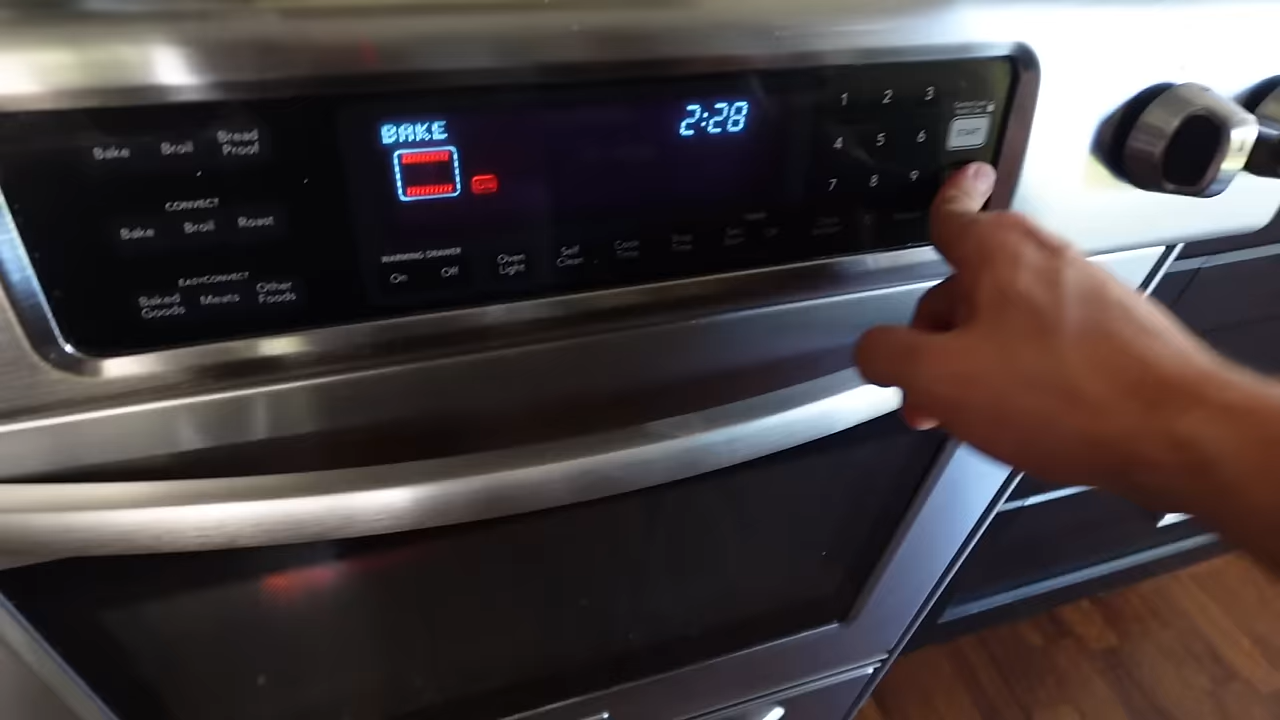 Bake Broil Bread Proof
CONVECT
Bake Broil Roast
EASYCONVECT
Baked Goods Meats Other Foods
BAKE
2:28
WARMING DRAWER
On Off
Oven Light
Self Clean
Cook Time
1 2 3
4 5 6
7 8 9
START